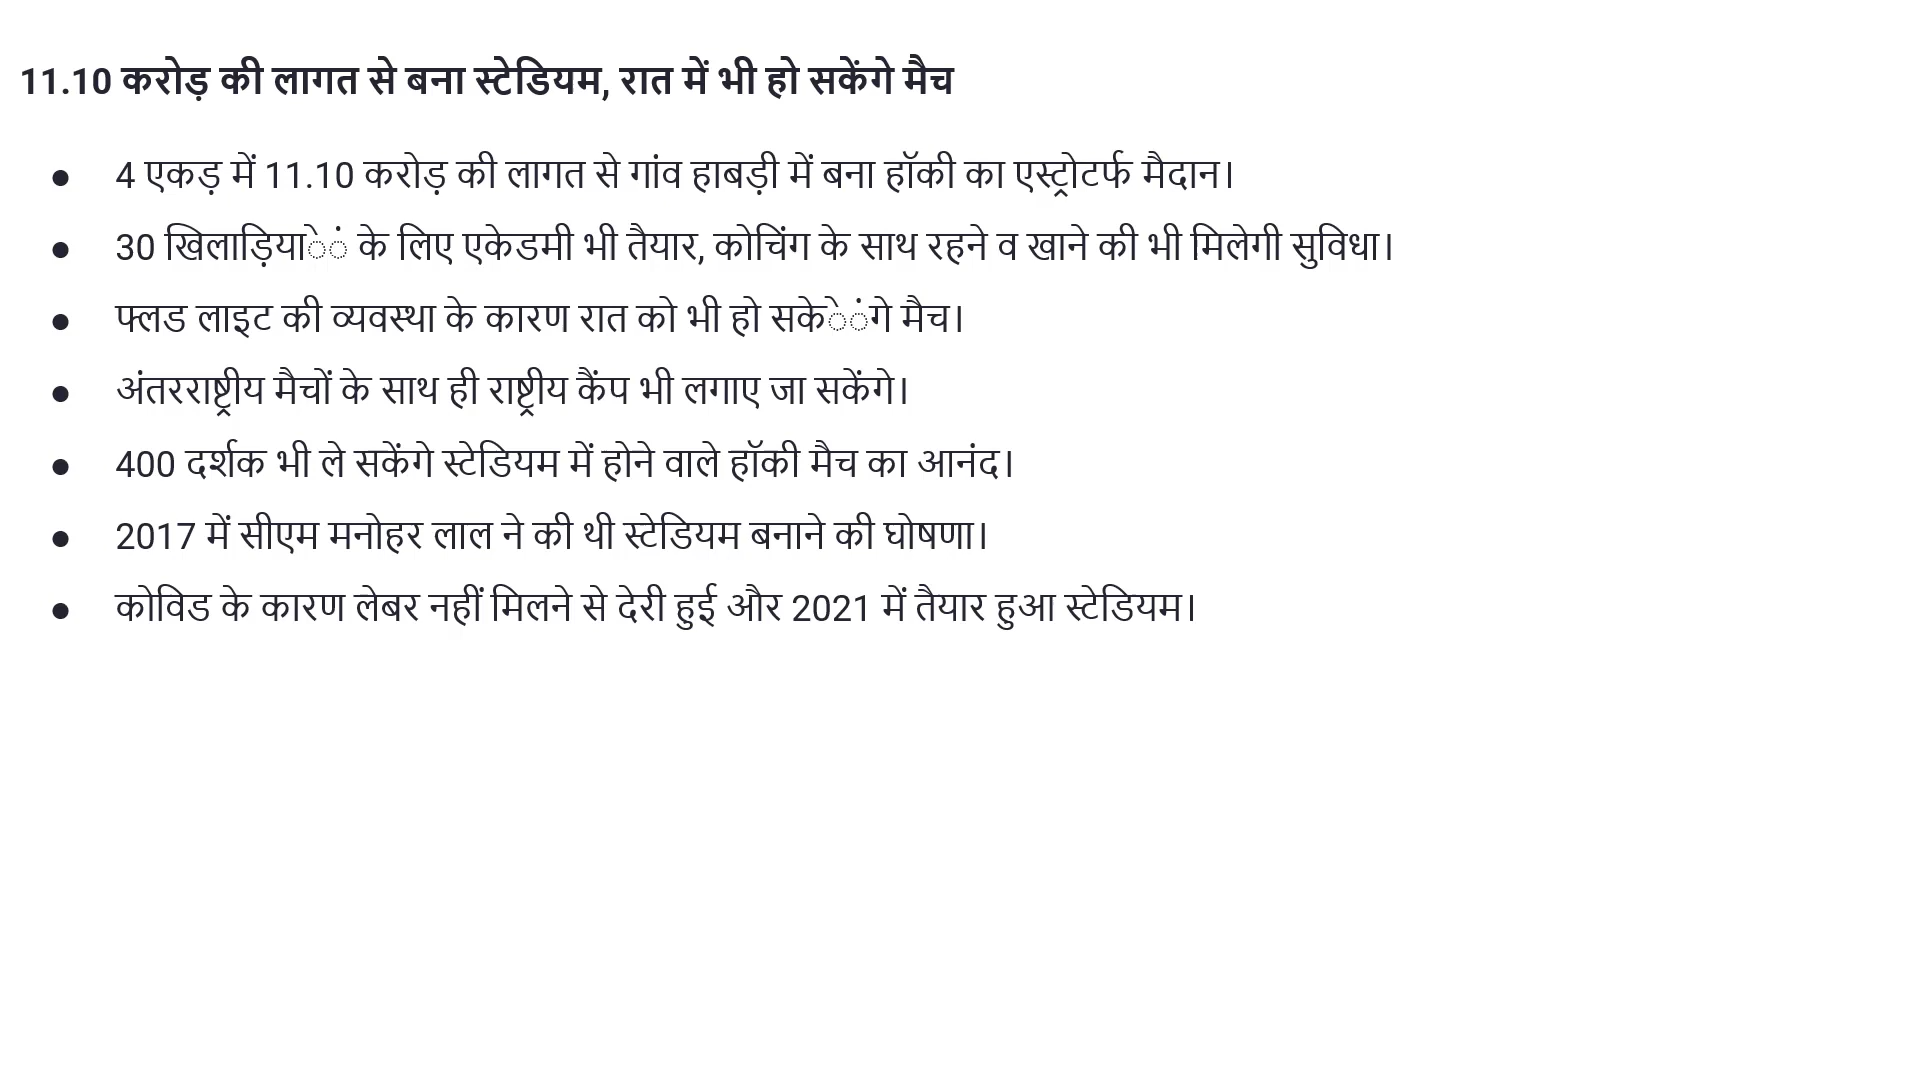 11.10 करोड़ की लागत से बना स्टेडियम, रात में भी हो सकेंगे मैच
● 4 एकड़ में 11.10 करोड़ की लागत से गांव हाबड़ी में बना हॉकी का एस्ट्रोटर्फ मैदान।
● 30 खिलाड़ियाेें के लिए एकेडमी भी तैयार, कोचिंग के साथ रहने व खाने की भी मिलेगी सुविधा।
● फ्लड लाइट की व्यवस्था के कारण रात को भी हो सकेेंगे मैच।
● अंतरराष्ट्रीय मैचों के साथ ही राष्ट्रीय कैंप भी लगाए जा सकेंगे।
● 400 दर्शक भी ले सकेंगे स्टेडियम में होने वाले हॉकी मैच का आनंद।
● 2017 में सीएम मनोहर लाल ने की थी स्टेडियम बनाने की घोषणा।
● कोविड के कारण लेबर नहीं मिलने से देरी हुई और 2021 में तैयार हुआ स्टेडियम।